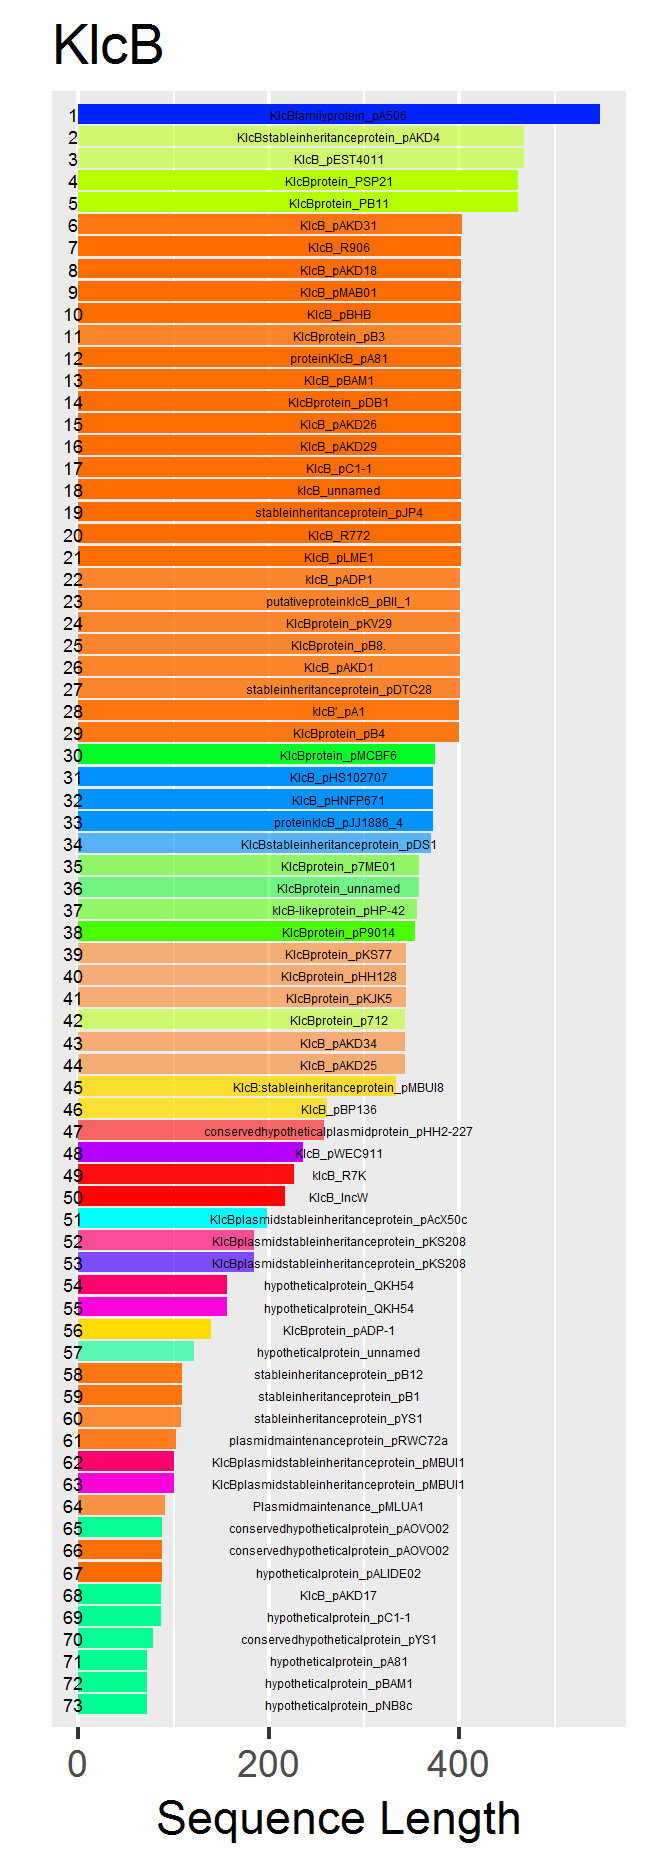 KlcB
1 KlcBfamilyprotein_pA506
2 KlcBstableinheritanceprotein_pAKD4
3 KlcB_pEST4011
4 KlcBprotein_PSP21
5 KlcBprotein_PB11
6 KlcB_pAKD31
7 KlcB_R906
8 KlcB_pAKD18
9 KlcB_pMAB01
10 KlcB_pBHB
11 KlcBprotein_pB3
12 proteinKlcB_pA81
13 KlcB_pBAM1
14 KlcBprotein_pDB1
15 KlcB_pAKD26
16 KlcB_pAKD29
17 KlcB_pC1-1
18 klcB_unnamed
19 stableinheritanceprotein_pJP4
20 KlcB_R772
21 KlcB_pLME1
22 klcB_pADP1
23 putativeproteinklcB_pBII_1
24 KlcBprotein_pKV29
25 KlcBprotein_pB8.
26 KlcB_pAKD1
27 stableinheritanceprotein_pDTC28
28 klcB'_pA1
29 KlcBprotein_pB4
30 KlcBprotein_pMCBF6
31 KlcB_pHS102707
32 KlcB_pHNFP671
33 proteinklcB_pJJ1886_4
34 KlcBstableinheritanceprotein_pDS1
35 KlcBprotein_p7ME01
36 KlcBprotein_unnamed
37 klcB-likeprotein_pHP-42
38 KlcBprotein_pP9014
39 KlcBprotein_pKS77
40 KlcBprotein_pHH128
41 KlcBprotein_pKJK5
42 KlcBprotein_p712
43 KlcB_pAKD34
44 KlcB_pAKD25
45 KlcB:stableinheritanceprotein_pMBUI8
46 KlcB_pBP136
47 conservedhypotheticalplasmidprotein_pHH2-227
48 KlcB_pWEC911
49 klcB_R7K
50 KlcB_IncW
51 KlcBplasmidstableinheritanceprotein_pAcX50c
52 KlcBplasmidstableinheritanceprotein_pKS208
53 KlcBplasmidstableinheritanceprotein_pKS208
54 hypotheticalprotein_QKH54
55 hypotheticalprotein_QKH54
56 KlcBprotein_pADP-1
57 hypotheticalprotein_unnamed
58 stableinheritanceprotein_pB12
59 stableinheritanceprotein_pB1
60 stableinheritanceprotein_pYS1
61 plasmidmaintenanceprotein_pRWC72a
62 KlcBplasmidstableinheritanceprotein_pMBUI1
63 KlcBplasmidstableinheritanceprotein_pMBUI1
64 Plasmidmaintenance_pMLUA1
65 conservedhypotheticalprotein_pAOVO02
66 conservedhypotheticalprotein_pAOVO02
67 hypotheticalprotein_pALIDE02
68 KlcB_pAKD17
69 hypotheticalprotein_pC1-1
70 conservedhypotheticalprotein_pYS1
71 hypotheticalprotein_pA81
72 hypotheticalprotein_pBAM1
73 hypotheticalprotein_pNB8c
0 200 400
Sequence Length